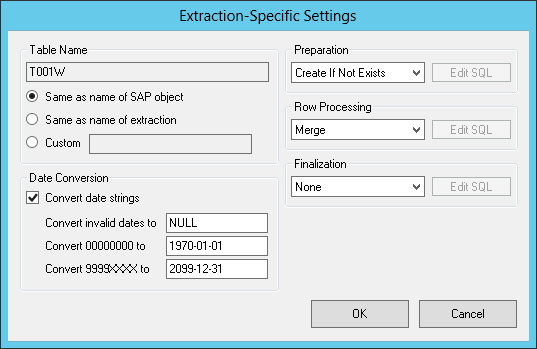 Extraction-Specific Settings
Table Name
T001W
Same as name of SAP object
Same as name of extraction
Custom
Date Conversion
Convert date strings
Convert invalid dates to NULL
Convert 00000000 to 1970-01-01
Convert 9999XXXX to 2099-12-31
Preparation
Create If Not Exists Edit SQL
Row Processing
Merge Edit SQL
Finalization
None Edit SQL
OK Cancel